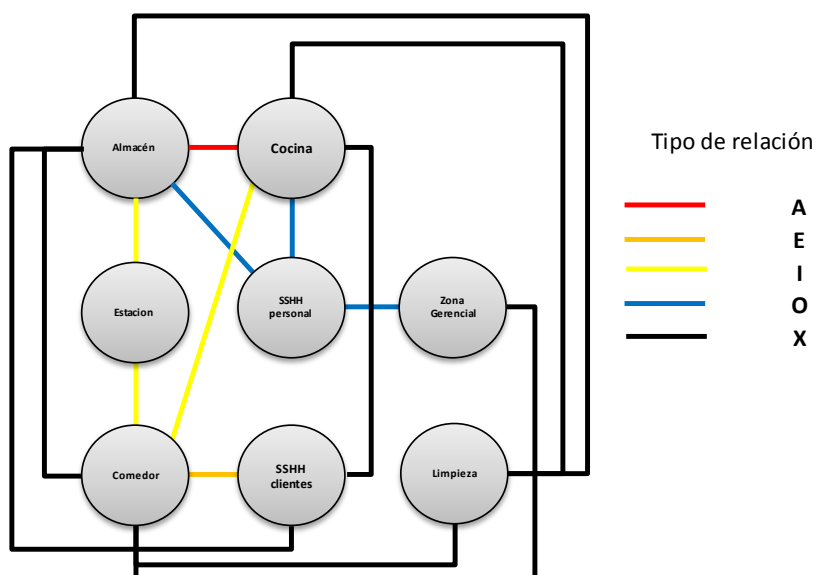 Almacén
Cocina
Tipo de relación
A
E
I
O
X
Estacion
SSHH
personal
Zona
Gerencial
Comedor
SSHH
clientes
Limpieza